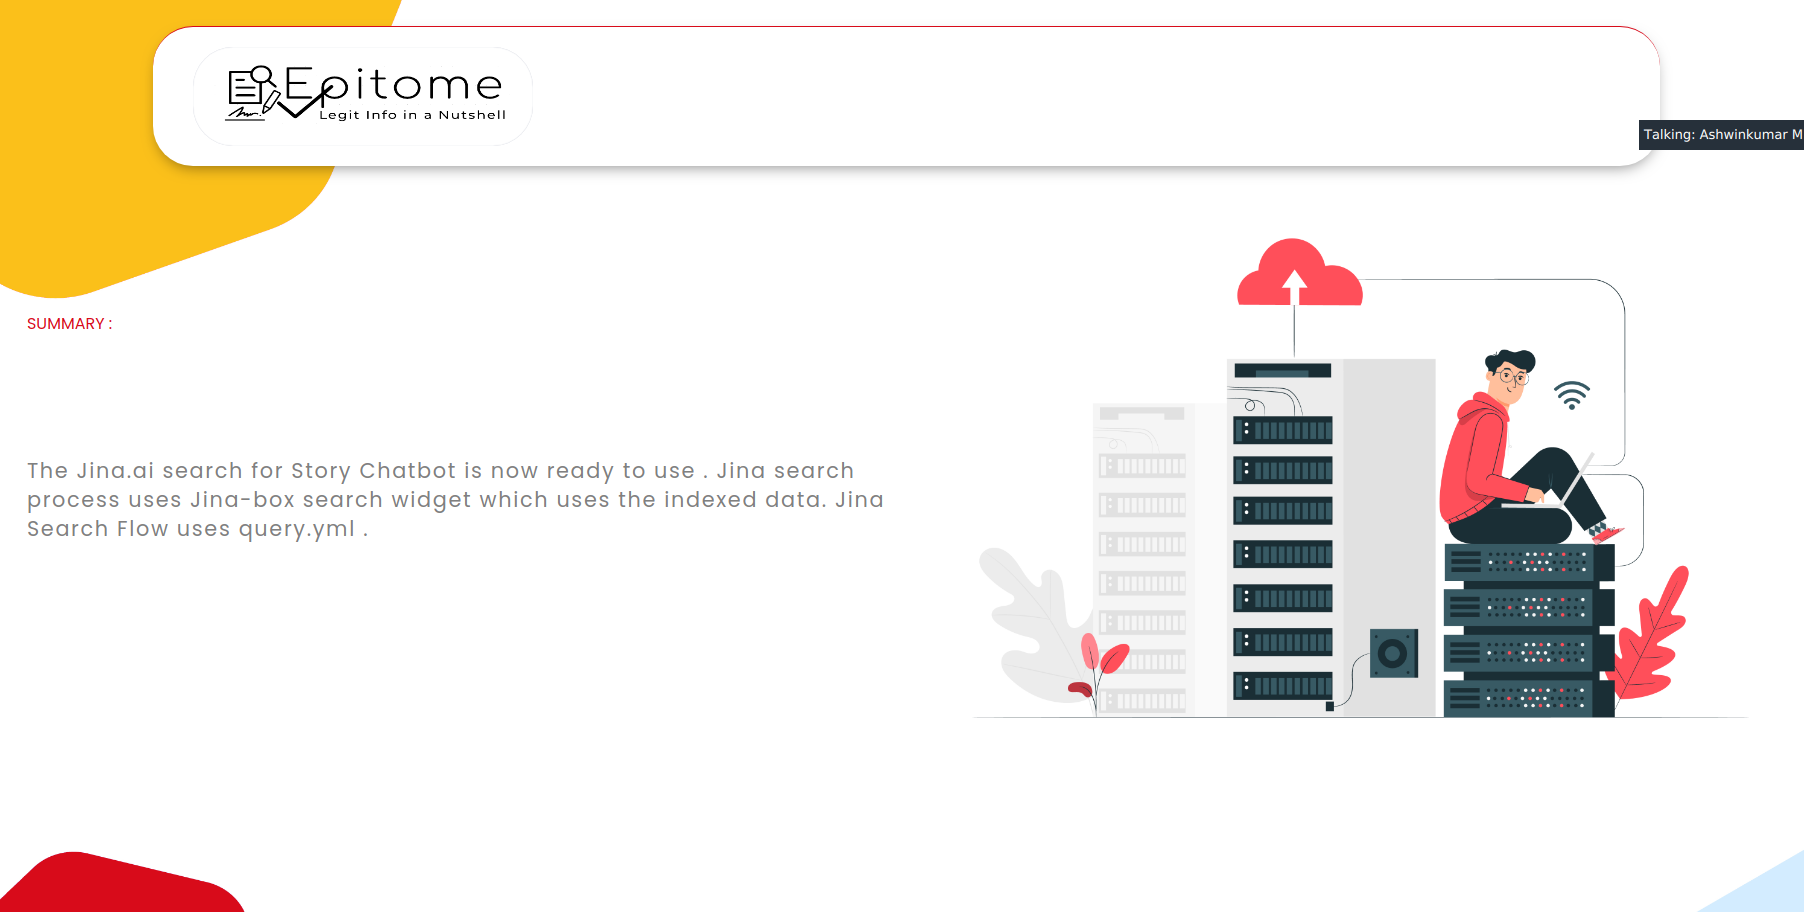 Epitome
Legit Info in a Nutshell
Talking: Ashwinkumar M
SUMMARY :
The Jina.ai search for Story Chatbot is now ready to use . Jina search
process uses Jina-box search widget which uses the indexed data. Jina
Search Flow uses query.yml .